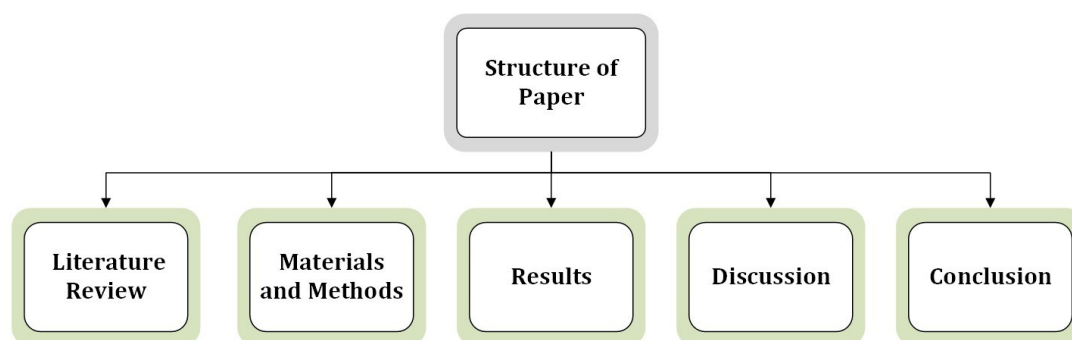 Structure of
Paper
Literature
Review
Materials
and Methods
Results
Discussion
Conclusion